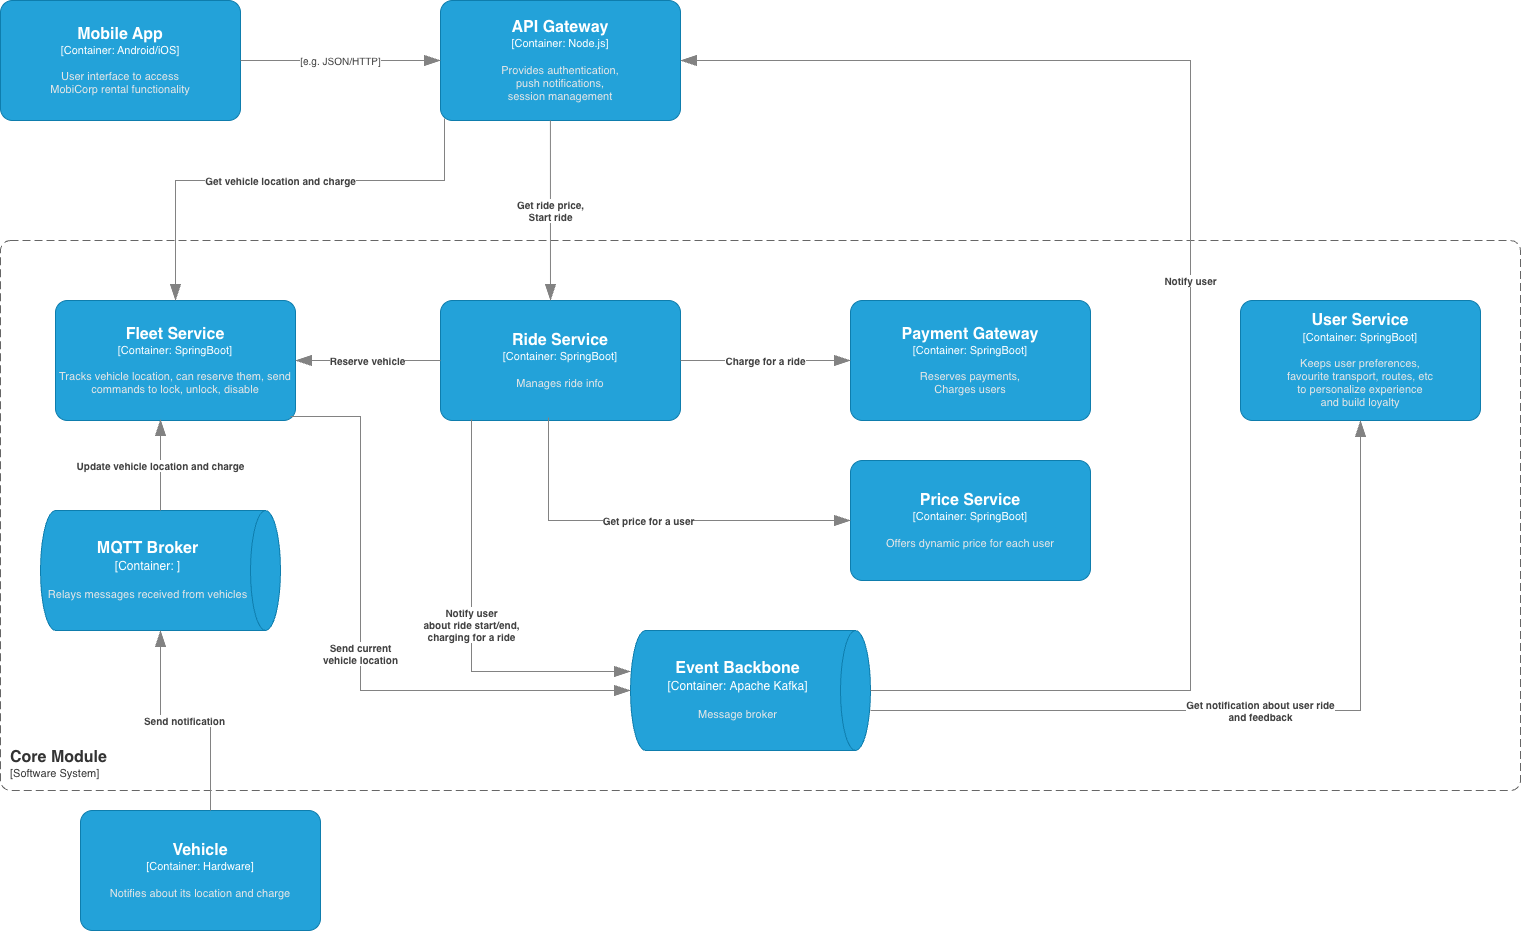 Mobile App
[Container: Android/iOS]
User interface to access
MobiCorp rental functionality
[e.g. JSON/HTTP]
API Gateway
[Container: Node.js]
Provides authentication,
push notifications,
session management
Get vehicle location and charge
Get ride price,
Start ride
Notify user
Fleet Service
[Container: SpringBoot]
Tracks vehicle location, can reserve them, send
commands to lock, unlock, disable
Reserve vehicle
Ride Service
[Container: SpringBoot]
Manages ride info
Charge for a ride
Payment Gateway
[Container: SpringBoot]
Reserves payments,
Charges users
User Service
[Container: SpringBoot]
Keeps user preferences,
favourite transport, routes, etc
to personalize experience
and build loyalty
Update vehicle location and charge
Get price for a user
Price Service
[Container: SpringBoot]
Offers dynamic price for each user
MQTT Broker
[Container: ]
Relays messages received from vehicles
Notify user
about ride start/end,
charging for a ride
Send current
vehicle location
Event Backbone
[Container: Apache Kafka]
Message broker
Get notification about user ride
and feedback
Send notification
Core Module
[Software System]
Vehicle
[Container: Hardware]
Notifies about its location and charge